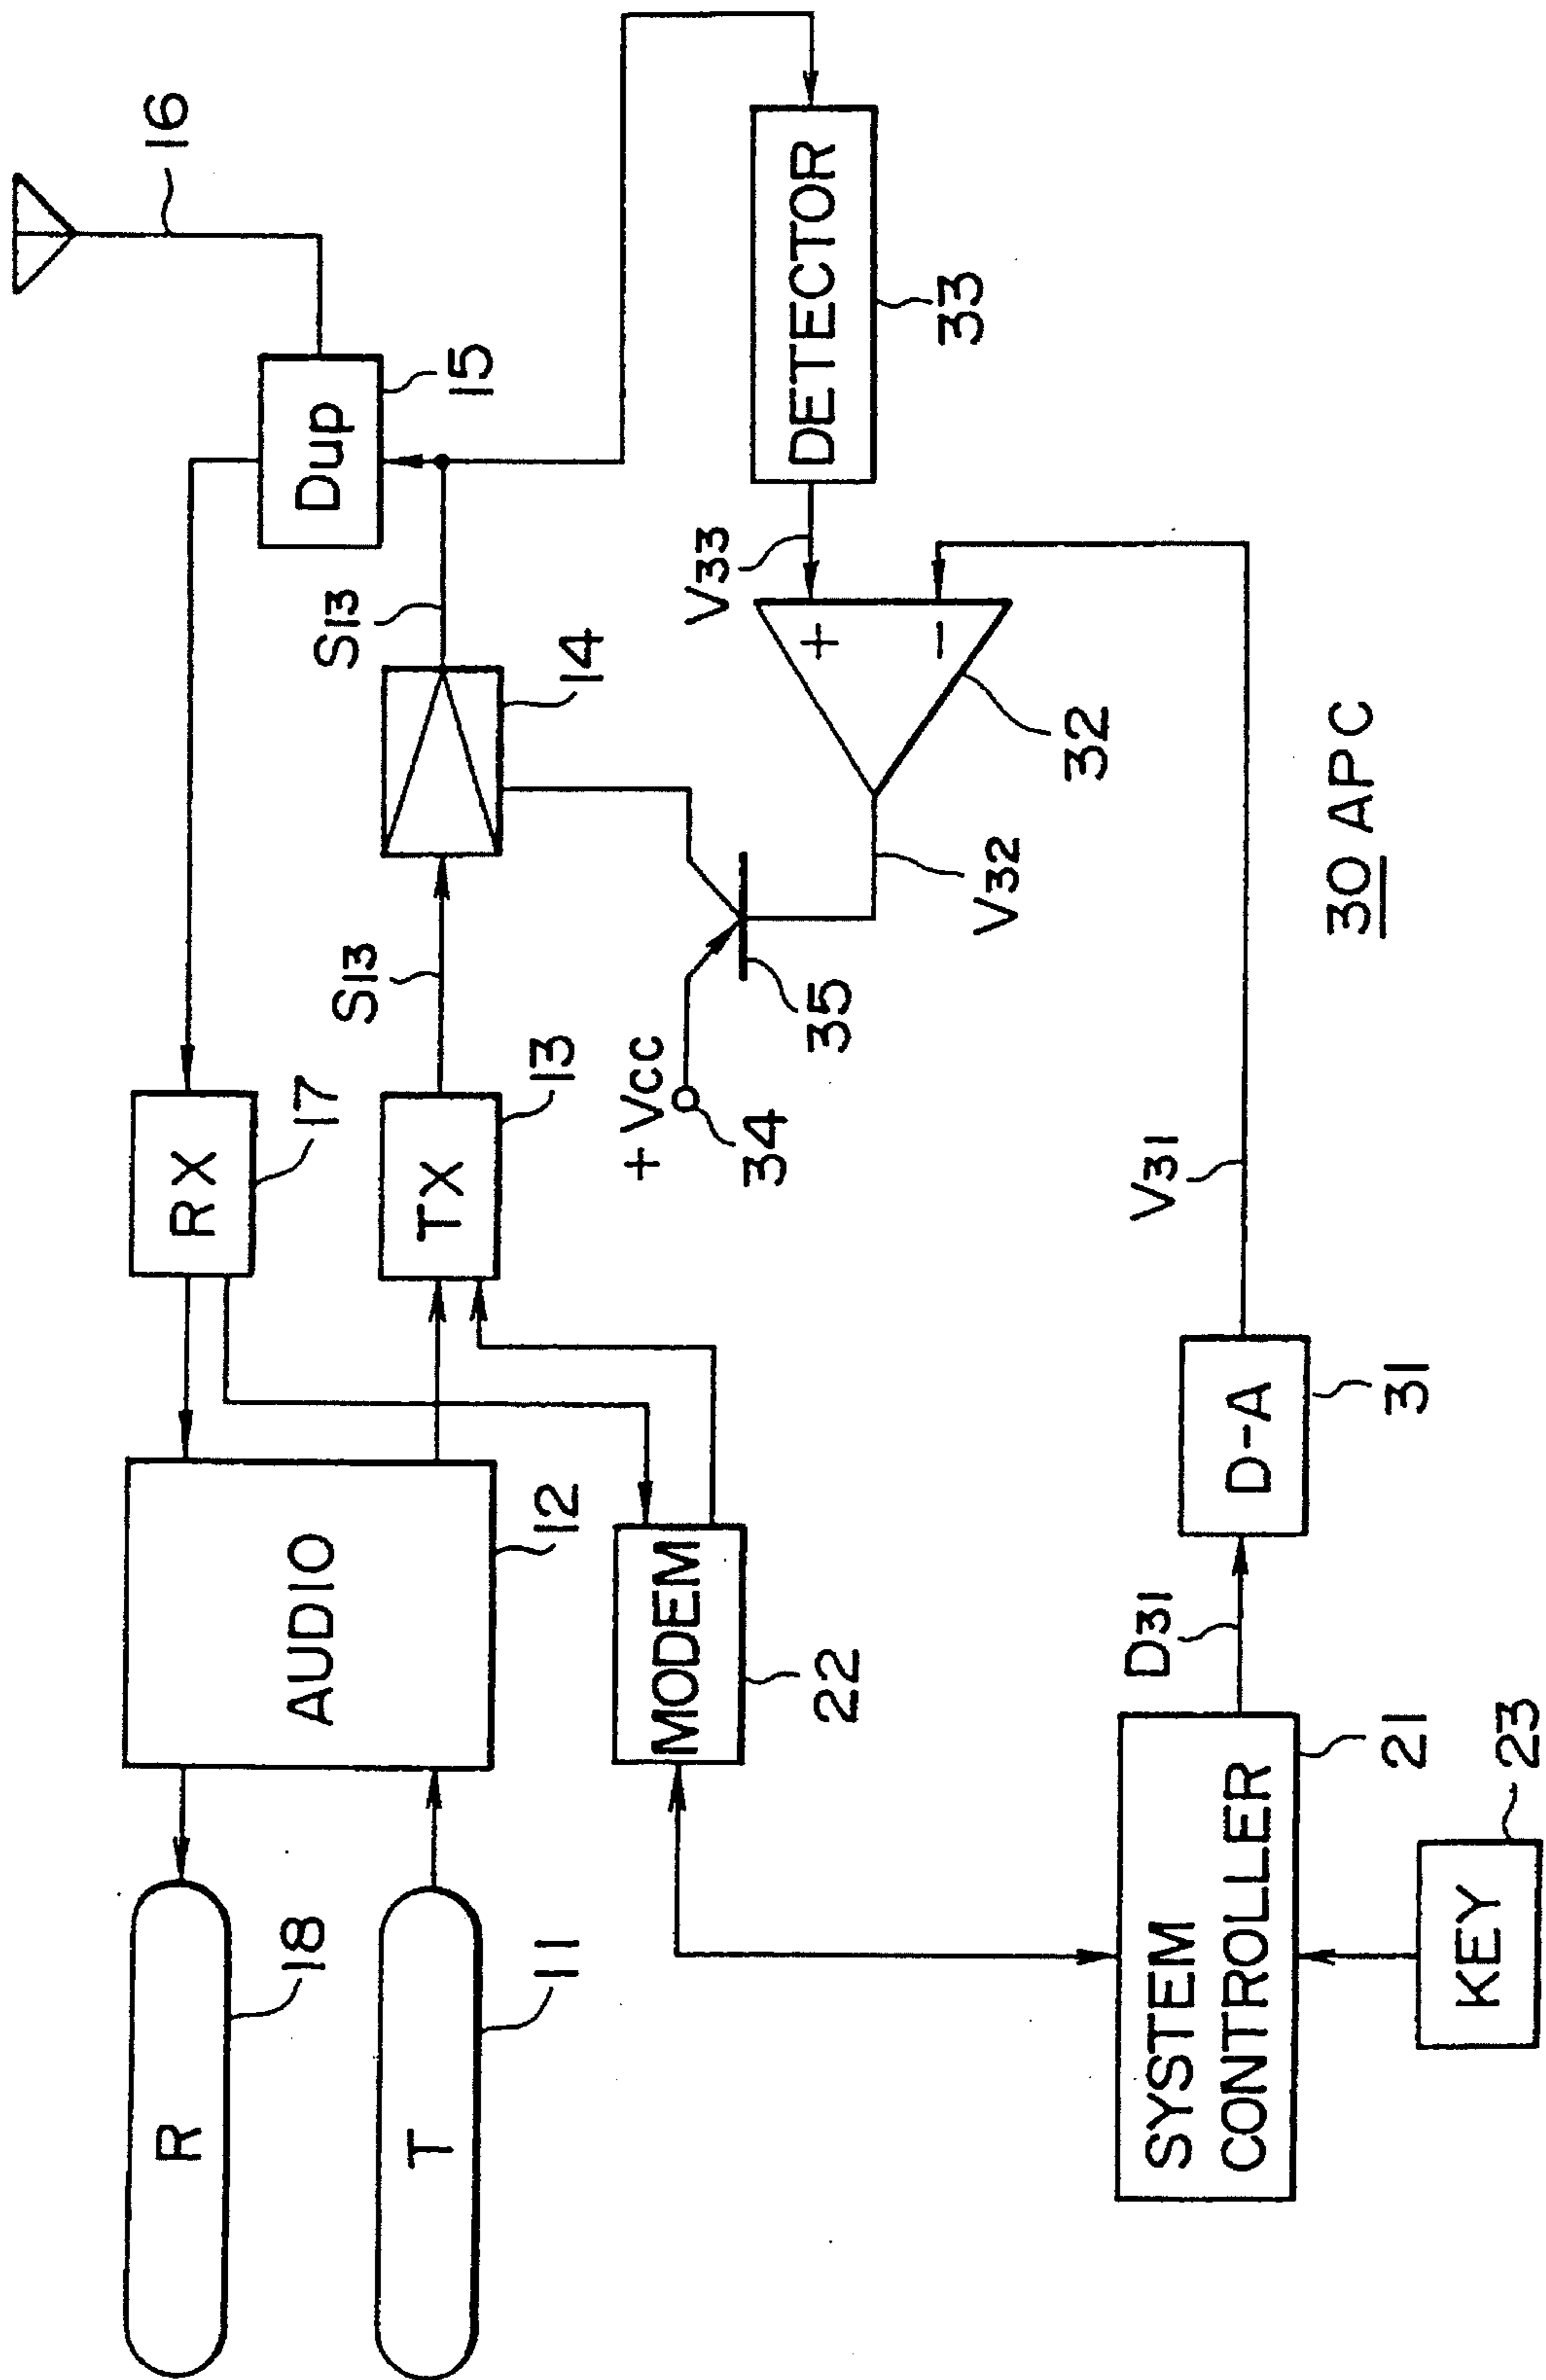 R
18
T
11
AUDIO
12
RX
17
TX
13
S13
14
S13
Dup
15
16
MODEM
22
+ Vcc
34
35
V32
32
+
-
V33
DETECTOR
33
SYSTEM
CONTROLLER
21
KEY
23
D31
D-A
31
V31
30 APC